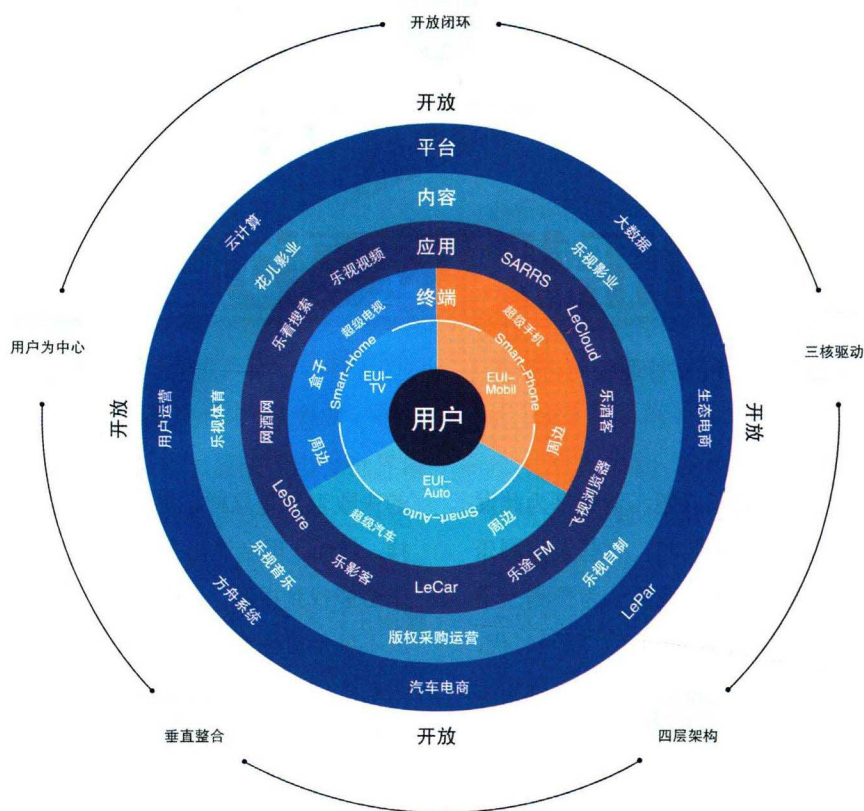 开放闭环
开放
平台
内容
应用
终端
云计算
大数据
花儿影业
乐视影业
乐视视频
SARRS
乐看搜索
LeCloud
超级电视
超级手机
用户为中心
三核驱动
盒子
Smart-Home
Smart-Phone
EUI-
TV
EUI-
Mobil
用户
开放
开放
用户运营
生态电商
乐视体育
网酒网
乐酒客
周边
周边
EUI-
Auto
Smart-Auto
超级汽车
周边
飞视浏览器
LeStore
乐影客
LeCar
乐途 FM
乐视音乐
乐视自制
方舟系统
LePar
版权采购运营
汽车电商
垂直整合
开放
四层架构